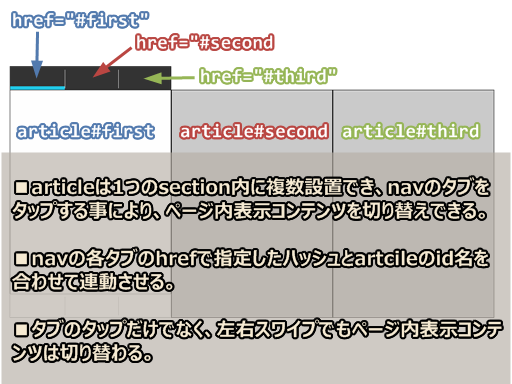 href="#first"
href="#second
href="#third"
article#first
article#second
article#third
■articleは1つのsection内に複数設置でき、navのタブを
タップする事により、ページ内表示コンテンツを切り替えできる。
■navの各タブのhrefで指定したハッシュとartcileのid名を
合わせて連動させる。
■タブのタップだけでなく、左右スワイプでもページ内表示コンテ
ンツは切り替わる。